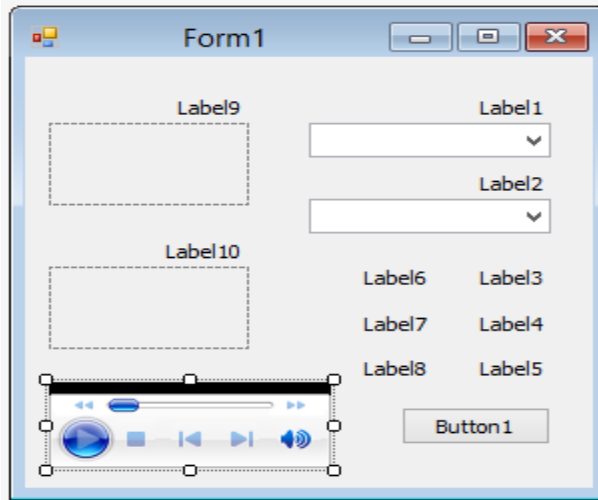 Form1
Label9 Label1
Label2
Label10
Label6 Label3
Label7 Label4
Label8 Label5
Button1